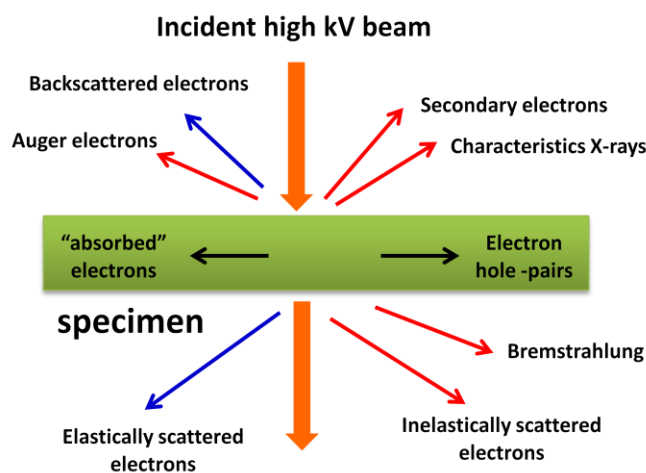 Incident high kV beam
Backscattered electrons
Secondary electrons
Auger electrons
Characteristics X-rays
“absorbed”
electrons
Electron
hole -pairs
specimen
Bremstrahlung
Elastically scattered
electrons
Inelastically scattered
electrons